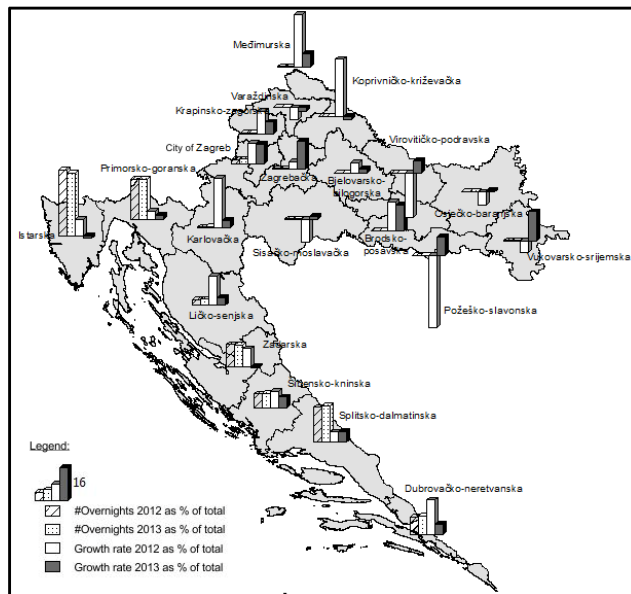 Međimurska
Koprivničko-križevačka
Varaždinska
Krapinsko-zagorska
Virovitičko-podravska
City of Zagreb
Primorsko-goranska
Zagrebačka
Bjelovarsko-
bilogorska
Osječko-baranjska
Istarska
Karlovačka
Sisačko-moslavačka
Brodsko-
posavska
Vukovarsko-srijemska
Ličko-senjska
Požeško-slavonska
Zadarska
Šibensko-kninska
Splitsko-dalmatinska
Legend:
16
Dubrovačko-neretvanska
#Overnights 2012 as % of total
#Overnights 2013 as % of total
Growth rate 2012 as % of total
Growth rate 2013 as % of total